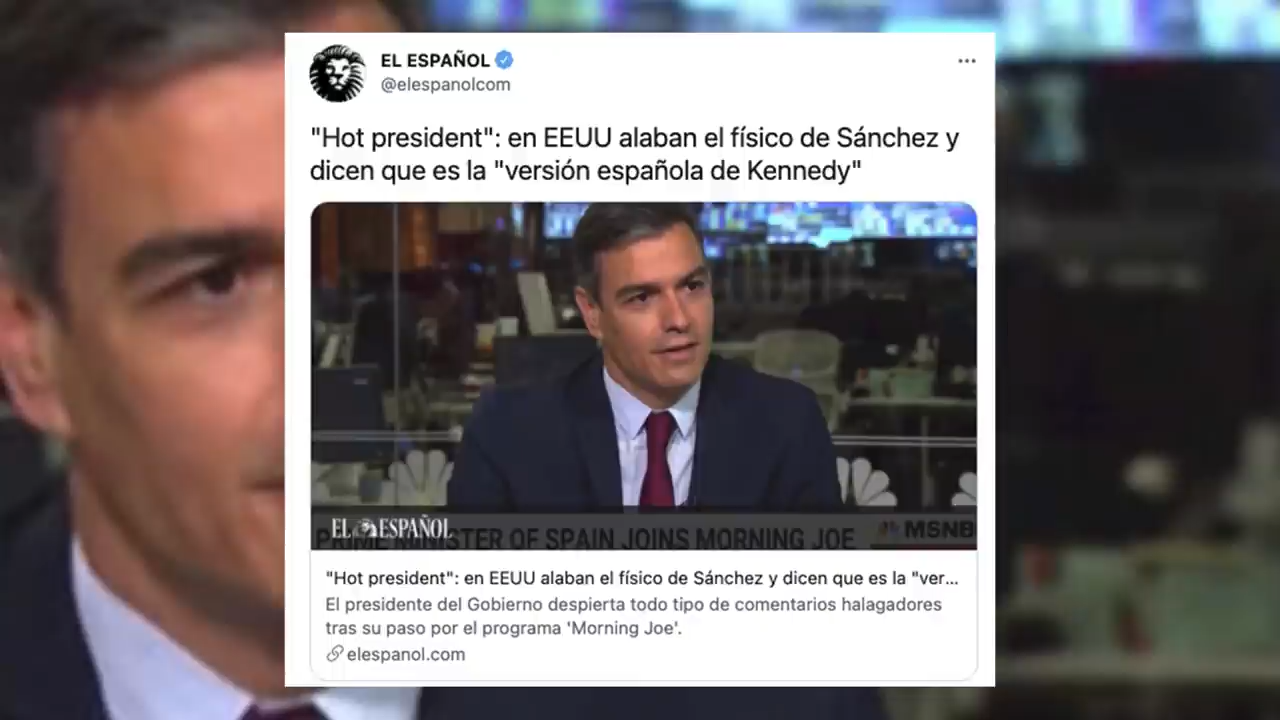 EL ESPAÑOL
@elespanolcom
"Hot president": en EEUU alaban el físico de Sánchez y
dicen que es la "versión española de Kennedy"
EL ESPAÑOL
PRIME MINISTER OF SPAIN JOINS MORNING JOE
MSNB
"Hot president": en EEUU alaban el físico de Sánchez y dicen que es la "ver...
El presidente del Gobierno despierta todo tipo de comentarios halagadores
tras su paso por el programa 'Morning Joe'.
elespanol.com